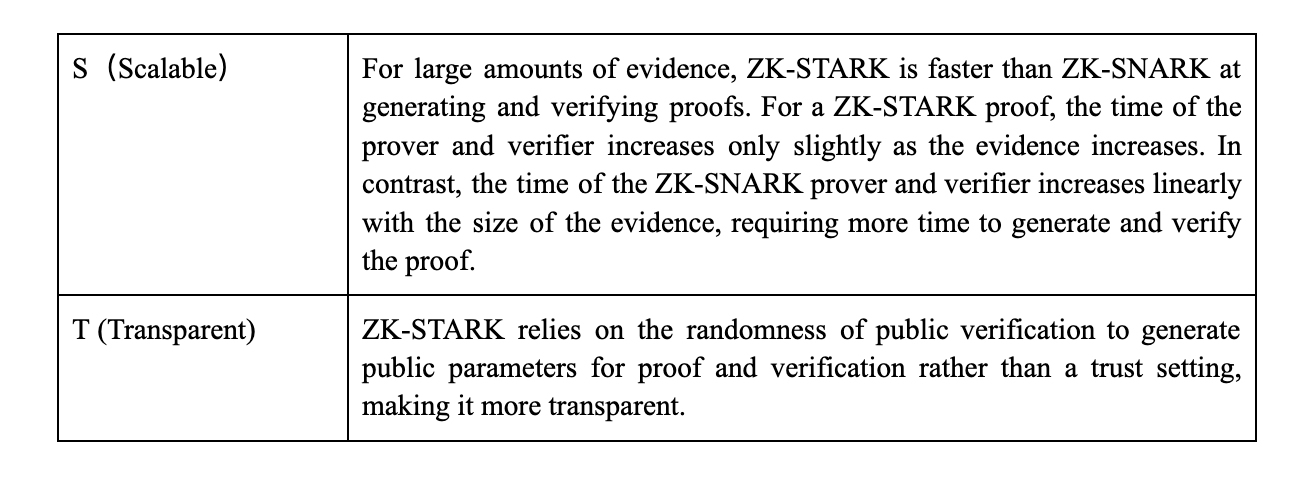 S（Scalable）
For large amounts of evidence, ZK-STARK is faster than ZK-SNARK at
generating and verifying proofs. For a ZK-STARK proof, the time of the
prover and verifier increases only slightly as the evidence increases. In
contrast, the time of the ZK-SNARK prover and verifier increases linearly
with the size of the evidence, requiring more time to generate and verify
the proof.
T (Transparent)
ZK-STARK relies on the randomness of public verification to generate
public parameters for proof and verification rather than a trust setting,
making it more transparent.